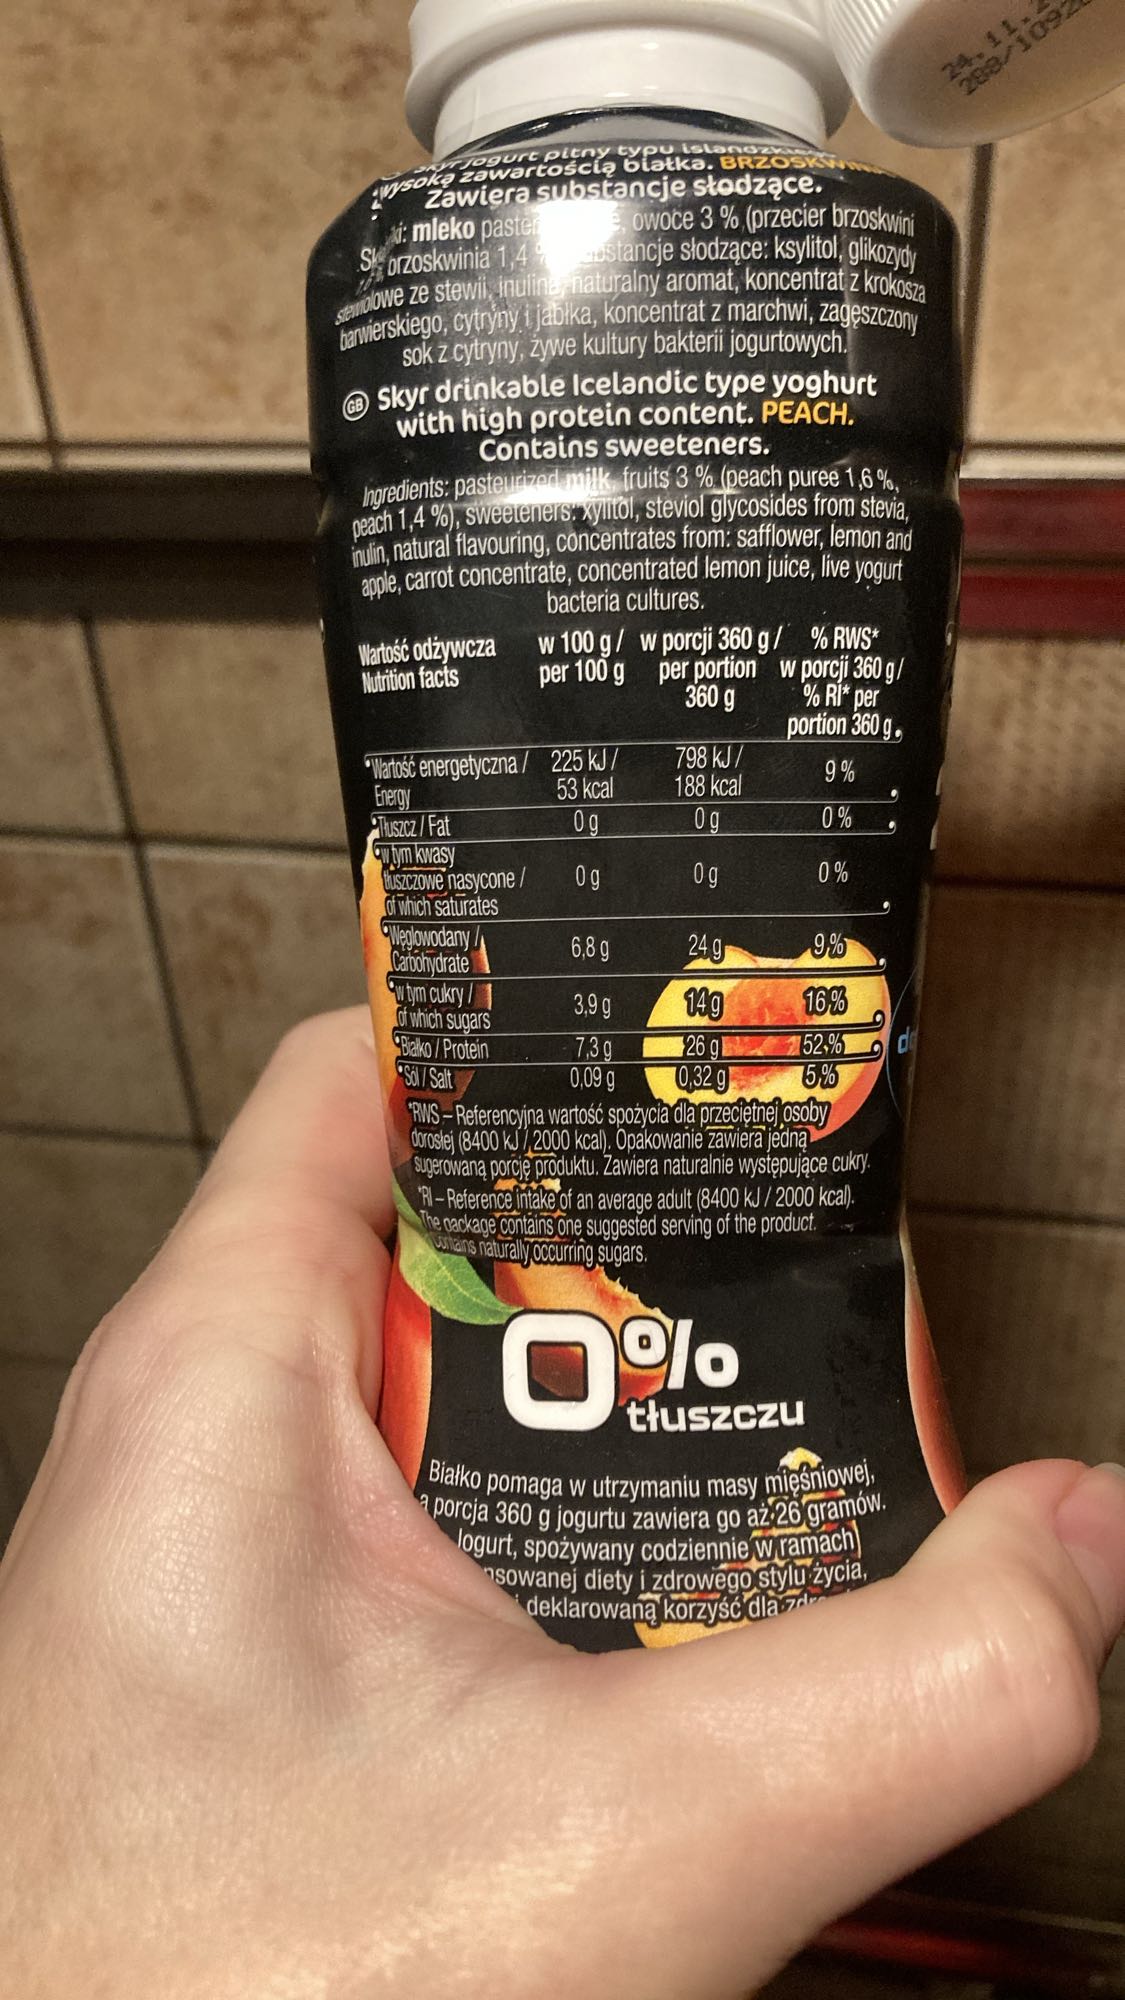 24.11.2
288/1092
Skyr jogurt pitny typu islandzkiego
wysoką zawartością białka. BRZOSKWIN
Zawiera substancje słodzące.
mleko paster , owoce 3 % (przecier brzoskwini
brzoskwinia 1,4 % substancje słodzące: ksylitol, glikozydy
stewiolowe ze stewii, inulina, naturalny aromat, koncentrat z krokosza
barwierskiego, cytryny i jabłka, koncentrat z marchwi, zagęszczony
sok z cytryny, żywe kultury bakterii jogurtowych.
GB Skyr drinkable Icelandic type yoghurt
with high protein content. PEACH.
Contains sweeteners.
Ingredients: pasteurized milk, fruits 3 % (peach puree 1,6 %,
peach 1,4 %), sweeteners: xylitol, steviol glycosides from stevia,
inulin, natural flavouring, concentrates from: safflower, lemon and
apple, carrot concentrate, concentrated lemon juice, live yogurt
bacteria cultures.
Wartość odżywcza w 100 g / w porcji 360 g / % RWS*
Nutrition facts per 100 g per portion w porcji 360 g /
360 g % RI* per
portion 360 g
Wartość energetyczna / 225 kJ / 798 kJ / 9 %
Energy 53 kcal 188 kcal
Tłuszcz / Fat 0 g 0 g 0 %
w tym kwasy
tłuszczowe nasycone / 0 g 0 g 0 %
of which saturates
Węglowodany / 6,8 g 24 g 9 %
Carbohydrate
w tym cukry / 3,9 g 14 g 16 %
of which sugars
Białko / Protein 7,3 g 26 g 52 %
Sól / Salt 0,09 g 0,32 g 5 %
*RWS – Referencyjna wartość spożycia dla przeciętnej osoby
dorosłej (8400 kJ / 2000 kcal). Opakowanie zawiera jedną
sugerowaną porcję produktu. Zawiera naturalnie występujące cukry.
*RI – Reference intake of an average adult (8400 kJ / 2000 kcal).
The package contains one suggested serving of the product.
Contains naturally occurring sugars.
0%
tłuszczu
Białko pomaga w utrzymaniu masy mięśniowej,
a porcja 360 g jogurtu zawiera go aż 26 gramów.
Jogurt, spożywany codziennie w ramach
nsowanej diety i zdrowego stylu życia,
deklarowaną korzyść dla